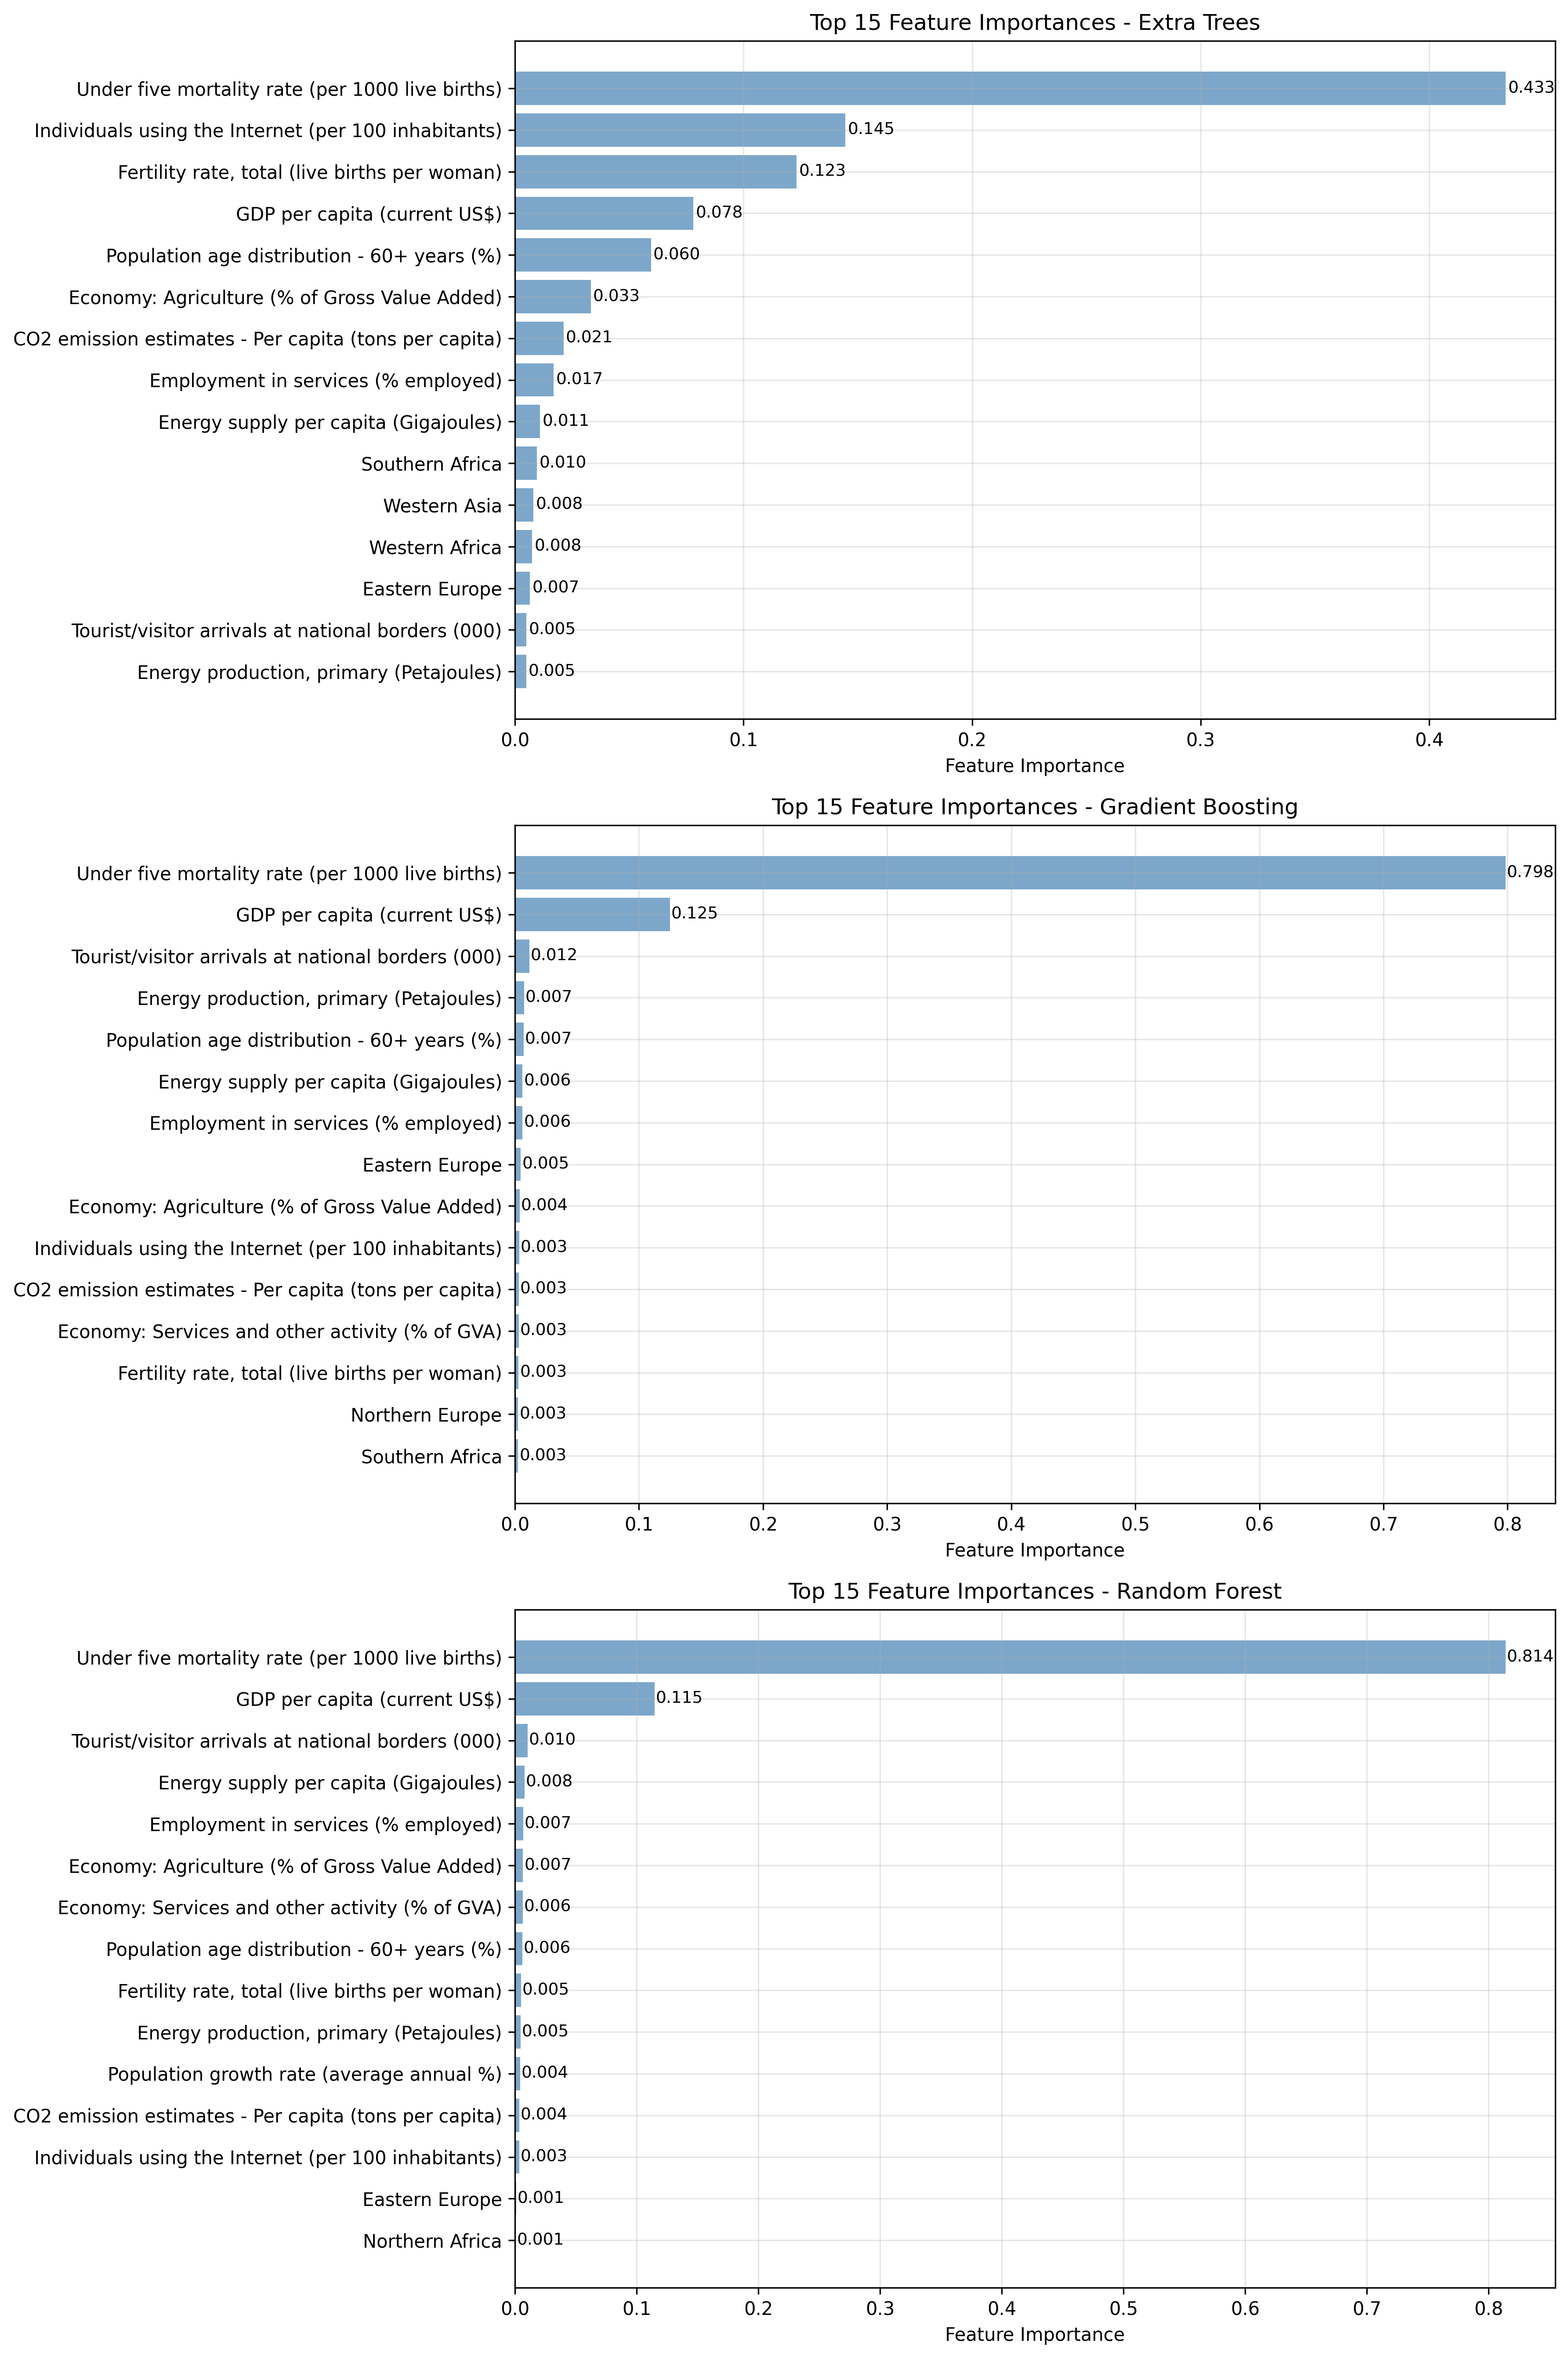 Top 15 Feature Importances - Extra Trees
Under five mortality rate (per 1000 live births) 0.433
Individuals using the Internet (per 100 inhabitants) 0.145
Fertility rate, total (live births per woman) 0.123
GDP per capita (current US$) 0.078
Population age distribution - 60+ years (%) 0.060
Economy: Agriculture (% of Gross Value Added) 0.033
CO2 emission estimates - Per capita (tons per capita) 0.021
Employment in services (% employed) 0.017
Energy supply per capita (Gigajoules) 0.011
Southern Africa 0.010
Western Asia 0.008
Western Africa 0.008
Eastern Europe 0.007
Tourist/visitor arrivals at national borders (000) 0.005
Energy production, primary (Petajoules) 0.005
0.0 0.1 0.2 0.3 0.4
Feature Importance
Top 15 Feature Importances - Gradient Boosting
Under five mortality rate (per 1000 live births) 0.798
GDP per capita (current US$) 0.125
Tourist/visitor arrivals at national borders (000) 0.012
Energy production, primary (Petajoules) 0.007
Population age distribution - 60+ years (%) 0.007
Energy supply per capita (Gigajoules) 0.006
Employment in services (% employed) 0.006
Eastern Europe 0.005
Economy: Agriculture (% of Gross Value Added) 0.004
Individuals using the Internet (per 100 inhabitants) 0.003
CO2 emission estimates - Per capita (tons per capita) 0.003
Economy: Services and other activity (% of GVA) 0.003
Fertility rate, total (live births per woman) 0.003
Northern Europe 0.003
Southern Africa 0.003
0.0 0.1 0.2 0.3 0.4 0.5 0.6 0.7 0.8
Feature Importance
Top 15 Feature Importances - Random Forest
Under five mortality rate (per 1000 live births) 0.814
GDP per capita (current US$) 0.115
Tourist/visitor arrivals at national borders (000) 0.010
Energy supply per capita (Gigajoules) 0.008
Employment in services (% employed) 0.007
Economy: Agriculture (% of Gross Value Added) 0.007
Economy: Services and other activity (% of GVA) 0.006
Population age distribution - 60+ years (%) 0.006
Fertility rate, total (live births per woman) 0.005
Energy production, primary (Petajoules) 0.005
Population growth rate (average annual %) 0.004
CO2 emission estimates - Per capita (tons per capita) 0.004
Individuals using the Internet (per 100 inhabitants) 0.003
Eastern Europe 0.001
Northern Africa 0.001
0.0 0.1 0.2 0.3 0.4 0.5 0.6 0.7 0.8
Feature Importance